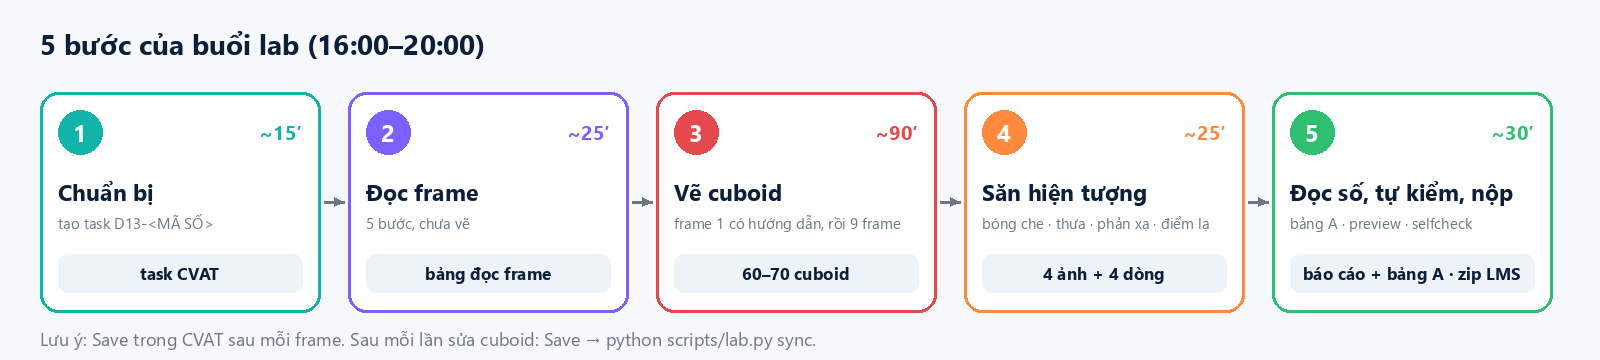 5 bước của buổi lab (16:00–20:00)
1
~15′
Chuẩn bị
tạo task D13-<MÃ SỐ>
task CVAT
2
~25′
Đọc frame
5 bước, chưa vẽ
bảng đọc frame
3
~90′
Vẽ cuboid
frame 1 có hướng dẫn, rồi 9 frame
60–70 cuboid
4
~25′
Săn hiện tượng
bóng che · thưa · phản xạ · điểm lạ
4 ảnh + 4 dòng
5
~30′
Đọc số, tự kiểm, nộp
bảng A · preview · selfcheck
báo cáo + bảng A · zip LMS
Lưu ý: Save trong CVAT sau mỗi frame. Sau mỗi lần sửa cuboid: Save → python scripts/lab.py sync.